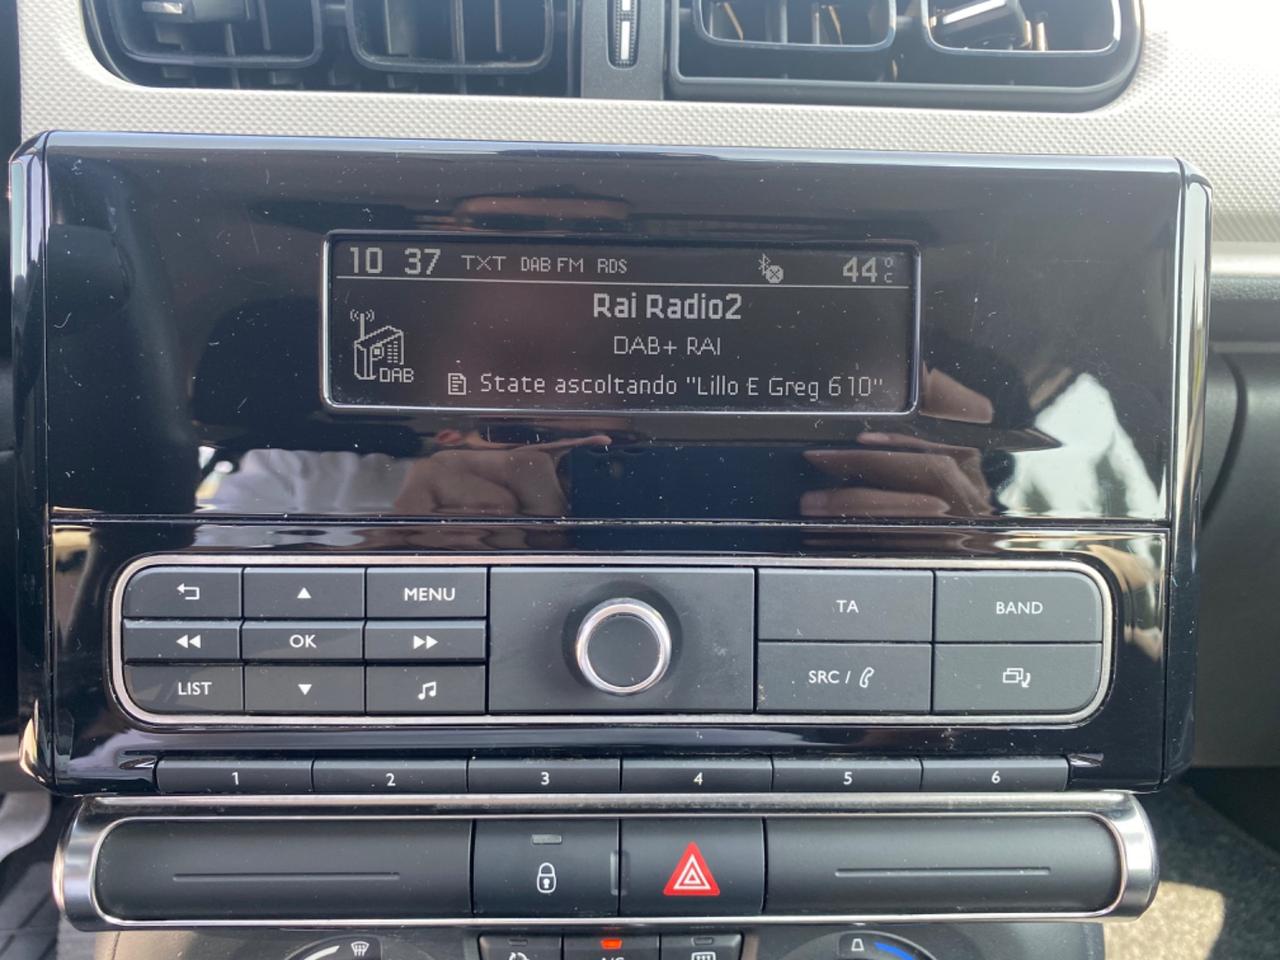 10 37 TXT DAB FM RDS 44°C
Rai Radio2
DAB+ RAI
DAB
State ascoltando "Lillo E Greg 610"
MENU
TA
BAND
OK
SRC /
LIST
1 2 3 4 5 6
A/C